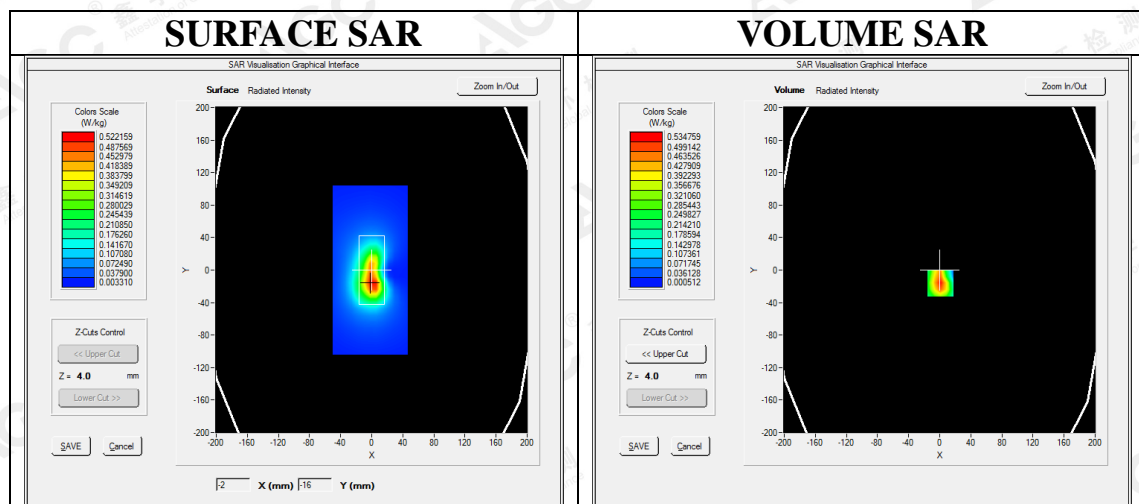 SURFACE SAR
SAR Visualisation Graphical Interface
Surface Radiated Intensity
Zoom In/Out
Colors Scale
(W/kg)
0.522159
0.487569
0.452979
0.418389
0.383799
0.349209
0.314619
0.280029
0.245439
0.210850
0.176260
0.141670
0.107080
0.072490
0.037900
0.003310
Z-Cuts Control
<< Upper Cut
Z = 4.0 mm
Lower Cut >>
SAVE Cancel
200
160
120
80
40
0
-40
-80
-120
-160
-200
Y
-200 -160 -120 -80 -40 0 40 80 120 160 200
X
-2 X (mm) -16 Y (mm)
VOLUME SAR
SAR Visualisation Graphical Interface
Volume Radiated Intensity
Zoom In/Out
Colors Scale
(W/kg)
0.534759
0.499142
0.463526
0.427909
0.392293
0.356676
0.321060
0.285443
0.249827
0.214210
0.178594
0.142978
0.107361
0.071745
0.036128
0.000512
Z-Cuts Control
<< Upper Cut
Z = 4.0 mm
Lower Cut >>
SAVE Cancel
200
160
120
80
40
0
-40
-80
-120
-160
-200
Y
-200 -160 -120 -80 -40 0 40 80 120 160 200
X